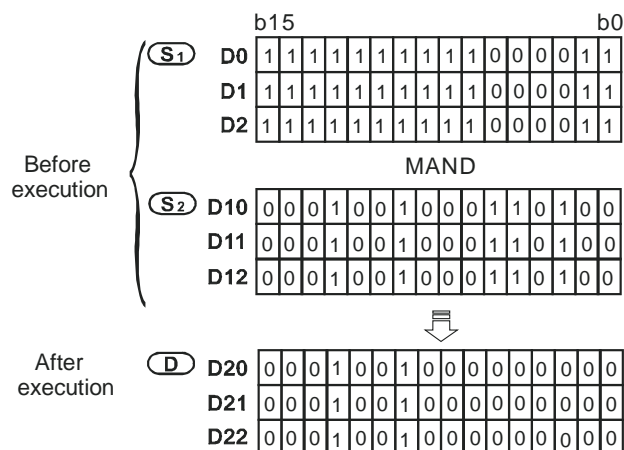 b15 b0
S1 D0 1 1 1 1 1 1 1 1 1 1 0 0 0 0 1 1
D1 1 1 1 1 1 1 1 1 1 1 0 0 0 0 1 1
D2 1 1 1 1 1 1 1 1 1 1 0 0 0 0 1 1
Before
execution
MAND
S2 D10 0 0 0 1 0 0 1 0 0 0 1 1 0 1 0 0
D11 0 0 0 1 0 0 1 0 0 0 1 1 0 1 0 0
D12 0 0 0 1 0 0 1 0 0 0 1 1 0 1 0 0
After
execution
D D20 0 0 0 1 0 0 1 0 0 0 0 0 0 0 0 0
D21 0 0 0 1 0 0 1 0 0 0 0 0 0 0 0 0
D22 0 0 0 1 0 0 1 0 0 0 0 0 0 0 0 0